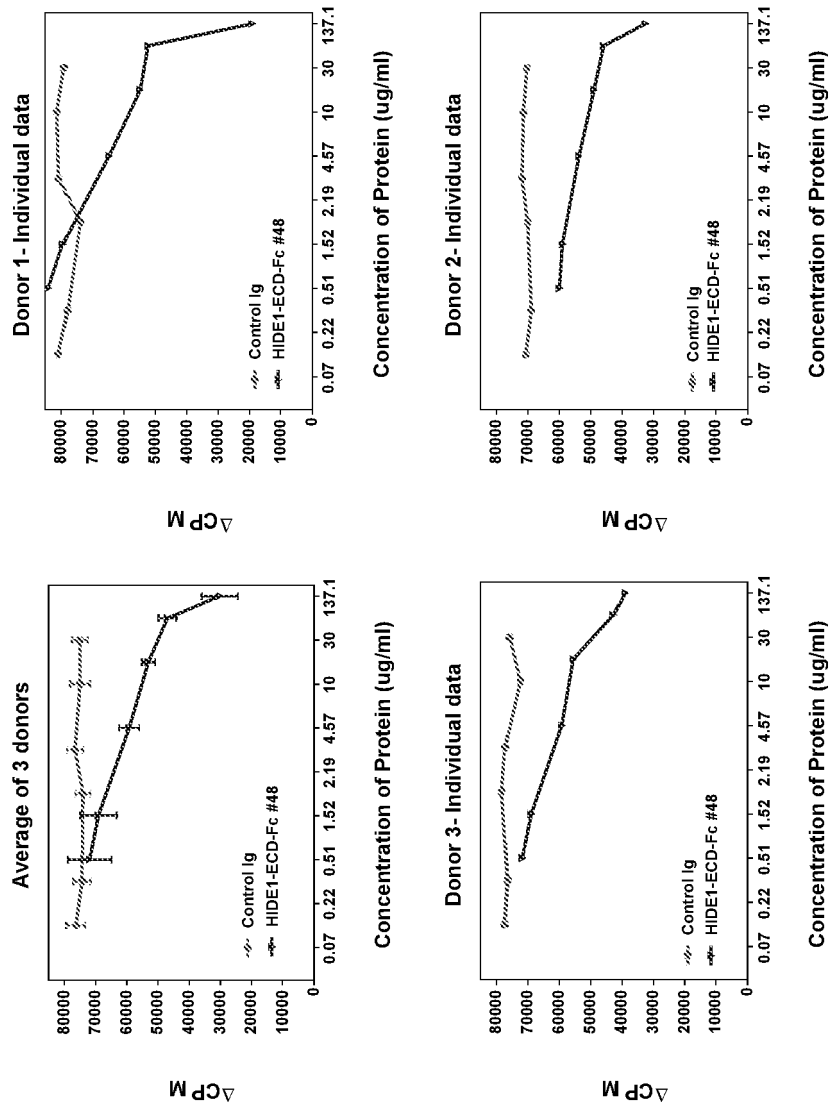 Average of 3 donors
ΔCPM
80000
70000
60000
50000
40000
30000
20000
10000
0
Control Ig
HIDE1-ECD-Fc #48
0.07 0.22 0.51 1.52 2.19 4.57 10 30 137.1
Concentration of Protein (ug/ml)
Donor 1- Individual data
ΔCPM
80000
70000
60000
50000
40000
30000
20000
10000
0
Control Ig
HIDE1-ECD-Fc #48
0.07 0.22 0.51 1.52 2.19 4.57 10 30 137.1
Concentration of Protein (ug/ml)
Donor 3- Individual data
ΔCPM
80000
70000
60000
50000
40000
30000
20000
10000
0
Control Ig
HIDE1-ECD-Fc #48
0.07 0.22 0.51 1.52 2.19 4.57 10 30 137.1
Concentration of Protein (ug/ml)
Donor 2- Individual data
ΔCPM
80000
70000
60000
50000
40000
30000
20000
10000
0
Control Ig
HIDE1-ECD-Fc #48
0.07 0.22 0.51 1.52 2.19 4.57 10 30 137.1
Concentration of Protein (ug/ml)